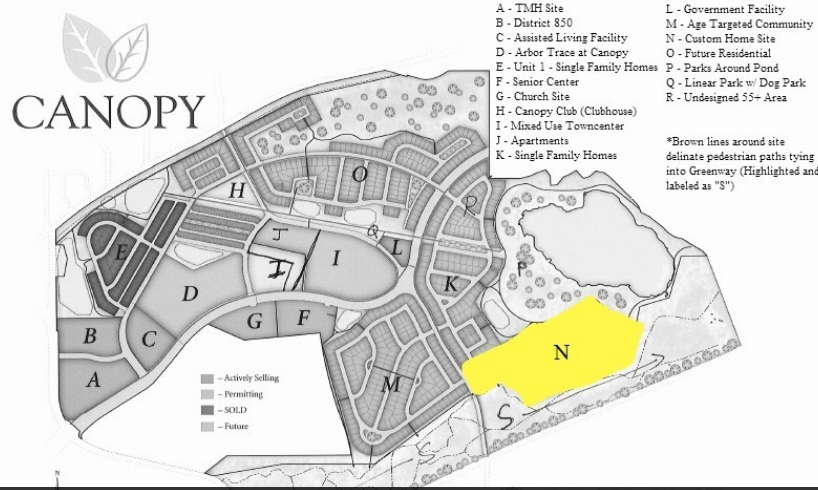 CANOPY
A - TMH Site
B - District 850
C - Assisted Living Facility
D - Arbor Trace at Canopy
E - Unit 1 - Single Family Homes
F - Senior Center
G - Church Site
H - Canopy Club (Clubhouse)
I - Mixed Use Towncenter
J - Apartments
K - Single Family Homes
L - Government Facility
M - Age Targeted Community
N - Custom Home Site
O - Future Residential
P - Parks Around Pond
Q - Linear Park w/ Dog Park
R - Undesigned 55+ Area
*Brown lines around site
delinate pedestrian paths tying
into Greenway (Highlighted and
labeled as "S")
O
H
R
Q
J
E
I
L
P
I
K
D
G
F
B
C
N
A
M
S
S
– Actively Selling
– Permitting
– SOLD
– Future
N